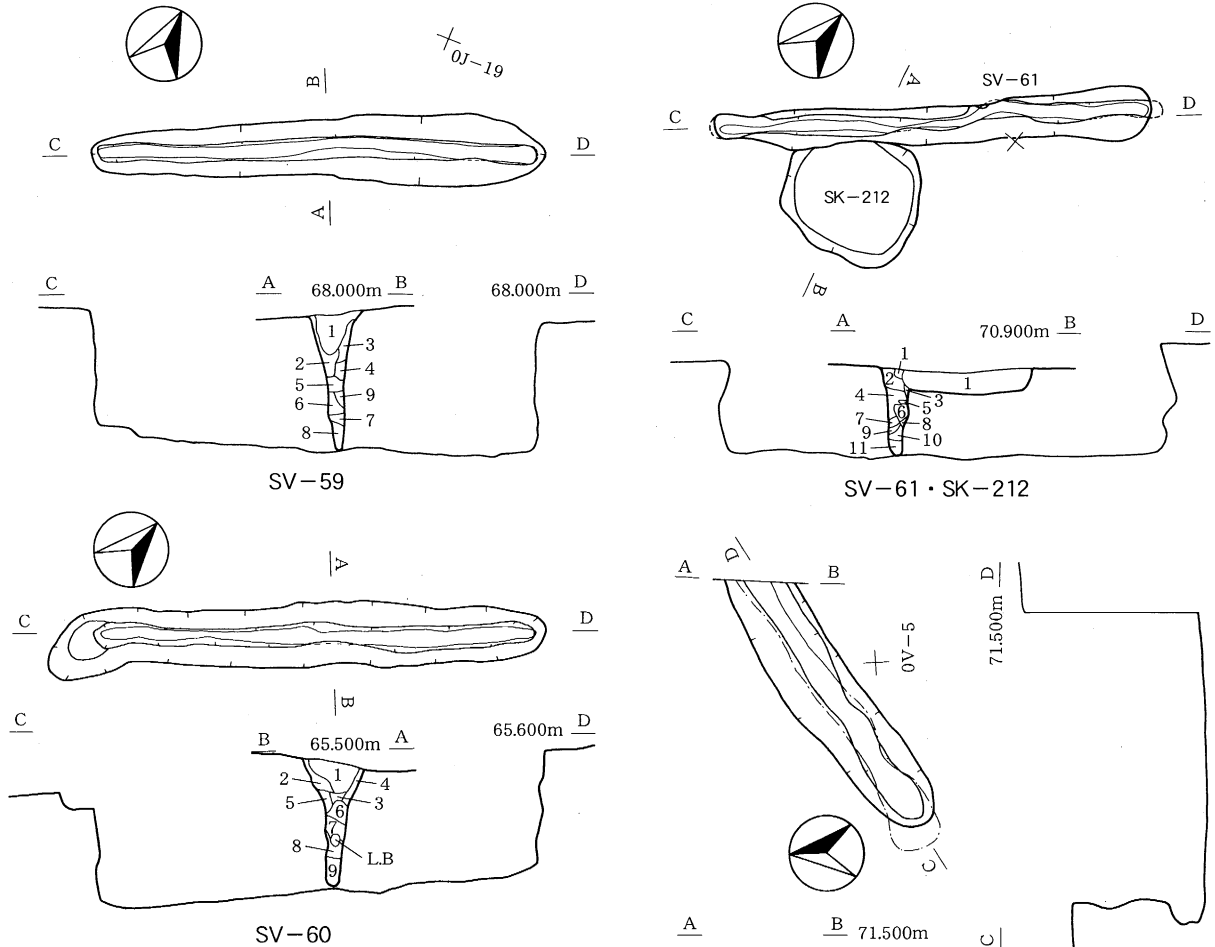 0J-19
B
C
D
A
C
A
68.000m
B
68.000m
D
1
2
3
4
5
9
6
7
8
SV-59
A
SV-61
C
D
SK-212
B
C
A
70.900m
B
D
1
2
1
3
4
5
6
7
8
9
10
11
SV-61・SK-212
A
C
D
B
C
B
65.500m
A
65.600m
D
1
2
4
5
3
6
7
8
L.B
9
SV-60
D
A
B
0V-5
C
D
71.500m
A
B
71.500m
C